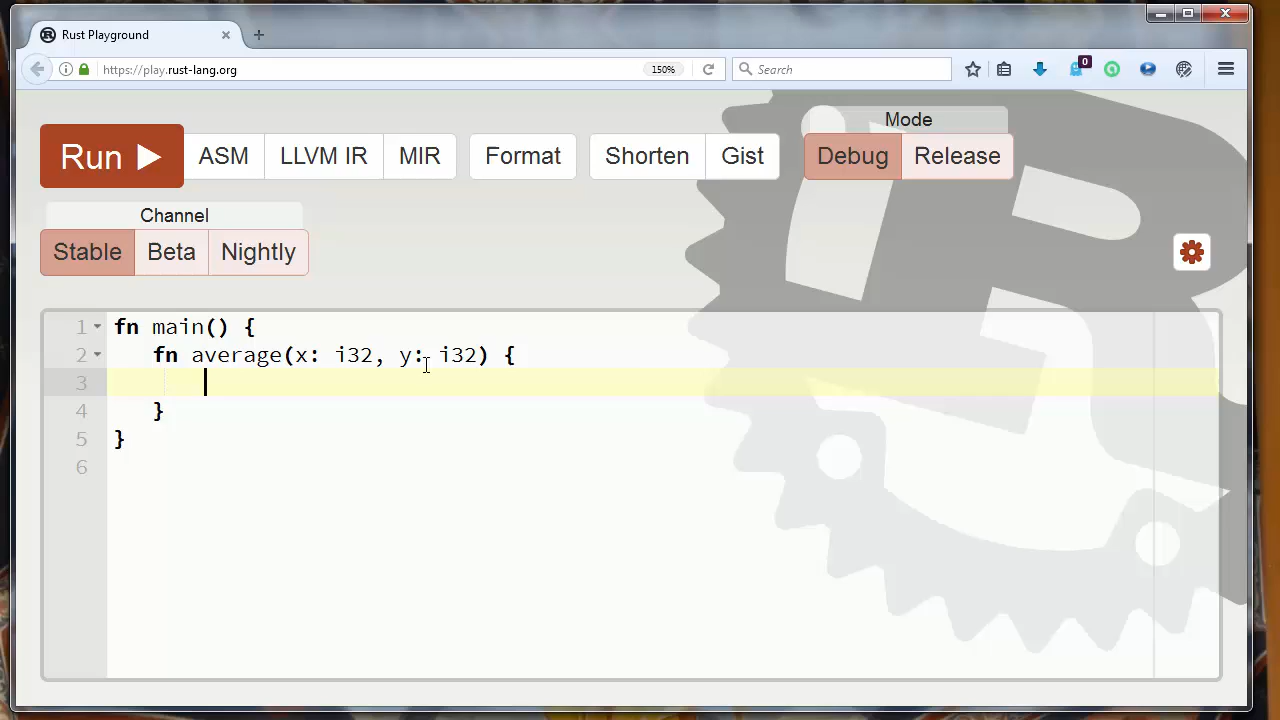 Rust Playground
https://play.rust-lang.org
150%
Search
0
Run
ASM
LLVM IR
MIR
Format
Shorten
Gist
Mode
Debug
Release
Channel
Stable
Beta
Nightly
1 fn main() {
2 fn average(x: i32, y: i32) {
3
4 }
5 }
6